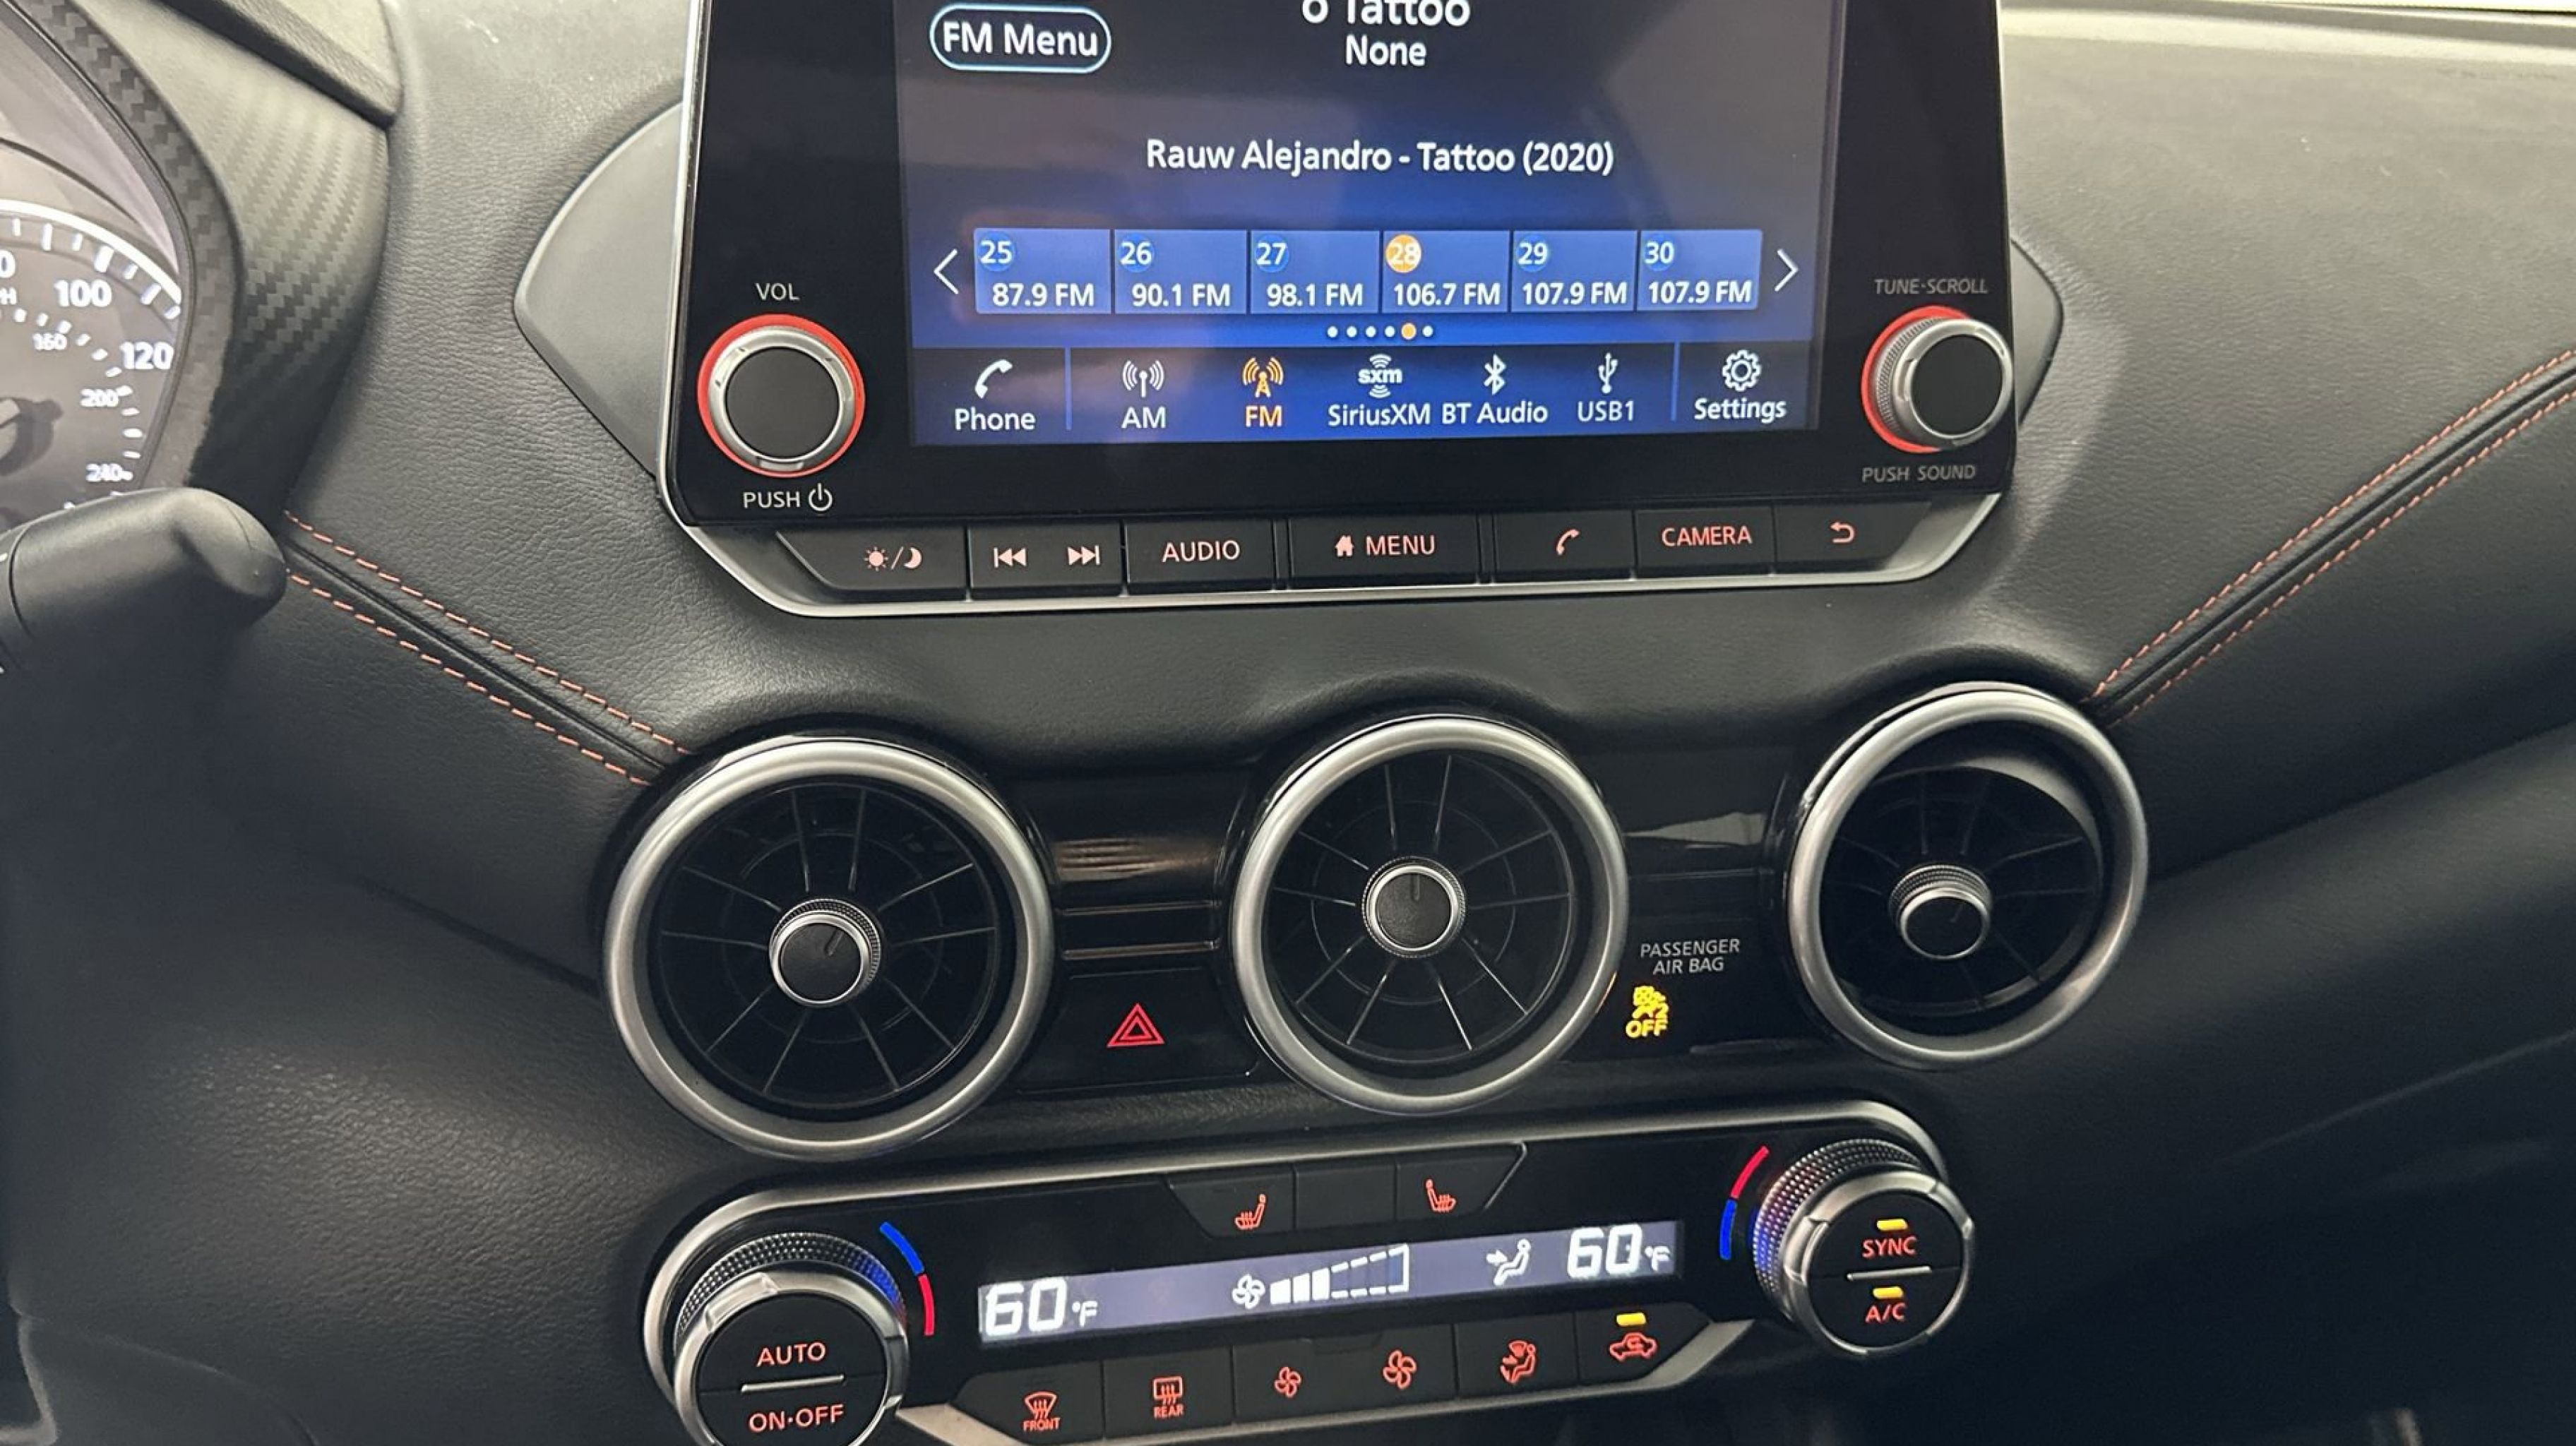 o Tattoo
FM Menu
None
Rauw Alejandro - Tattoo (2020)
25 26 27 28 29 30
87.9 FM 90.1 FM 98.1 FM 106.7 FM 107.9 FM 107.9 FM
Phone AM FM sxm SiriusXM BT Audio USB1 Settings
VOL
PUSH
TUNE·SCROLL
PUSH SOUND
100
160
120
200
240
AUDIO MENU CAMERA
PASSENGER
AIR BAG
2
OFF
60°F 60°F
SYNC
A/C
AUTO
ON·OFF
FRONT REAR